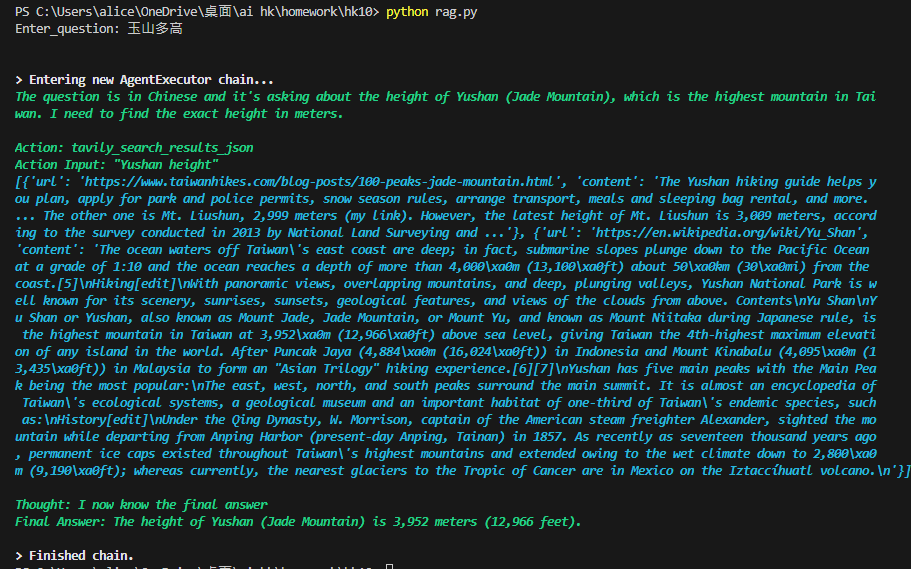 PS C:\Users\alice\OneDrive\桌面\ai hk\homework\hk10> python rag.py
Enter_question: 玉山多高
> Entering new AgentExecutor chain...
The question is in Chinese and it's asking about the height of Yushan (Jade Mountain), which is the highest mountain in Tai
wan. I need to find the exact height in meters.
Action: tavily_search_results_json
Action Input: "Yushan height"
[{'url': 'https://www.taiwanhikes.com/blog-posts/100-peaks-jade-mountain.html', 'content': 'The Yushan hiking guide helps y
ou plan, apply for park and police permits, snow season rules, arrange transport, meals and sleeping bag rental, and more.
... The other one is Mt. Liushun, 2,999 meters (my link). However, the latest height of Mt. Liushun is 3,009 meters, accord
ing to the survey conducted in 2013 by National Land Surveying and ...'}, {'url': 'https://en.wikipedia.org/wiki/Yu_Shan',
'content': 'The ocean waters off Taiwan\'s east coast are deep; in fact, submarine slopes plunge down to the Pacific Ocean
at a grade of 1:10 and the ocean reaches a depth of more than 4,000\xa0m (13,100\xa0ft) about 50\xa0km (30\xa0mi) from the
coast.[5]\nHiking[edit]\nWith panoramic views, overlapping mountains, and deep, plunging valleys, Yushan National Park is w
ell known for its scenery, sunrises, sunsets, geological features, and views of the clouds from above. Contents\nYu Shan\nY
u Shan or Yushan, also known as Mount Jade, Jade Mountain, or Mount Yu, and known as Mount Niitaka during Japanese rule, is
the highest mountain in Taiwan at 3,952\xa0m (12,966\xa0ft) above sea level, giving Taiwan the 4th-highest maximum elevati
on of any island in the world. After Puncak Jaya (4,884\xa0m (16,024\xa0ft)) in Indonesia and Mount Kinabalu (4,095\xa0m (1
3,435\xa0ft)) in Malaysia to form an "Asian Trilogy" hiking experience.[6][7]\nYushan has five main peaks with the Main Pea
k being the most popular:\nThe east, west, north, and south peaks surround the main summit. It is almost an encyclopedia of
Taiwan\'s ecological systems, a geological museum and an important habitat of one-third of Taiwan\'s endemic species, such
as:\nHistory[edit]\nUnder the Qing Dynasty, W. Morrison, captain of the American steam freighter Alexander, sighted the mo
untain while departing from Anping Harbor (present-day Anping, Tainan) in 1857. As recently as seventeen thousand years ago
, permanent ice caps existed throughout Taiwan\'s highest mountains and extended owing to the wet climate down to 2,800\xa0
m (9,190\xa0ft); whereas currently, the nearest glaciers to the Tropic of Cancer are in Mexico on the Iztaccíhuatl volcano.\n'}]
Thought: I now know the final answer
Final Answer: The height of Yushan (Jade Mountain) is 3,952 meters (12,966 feet).
> Finished chain.